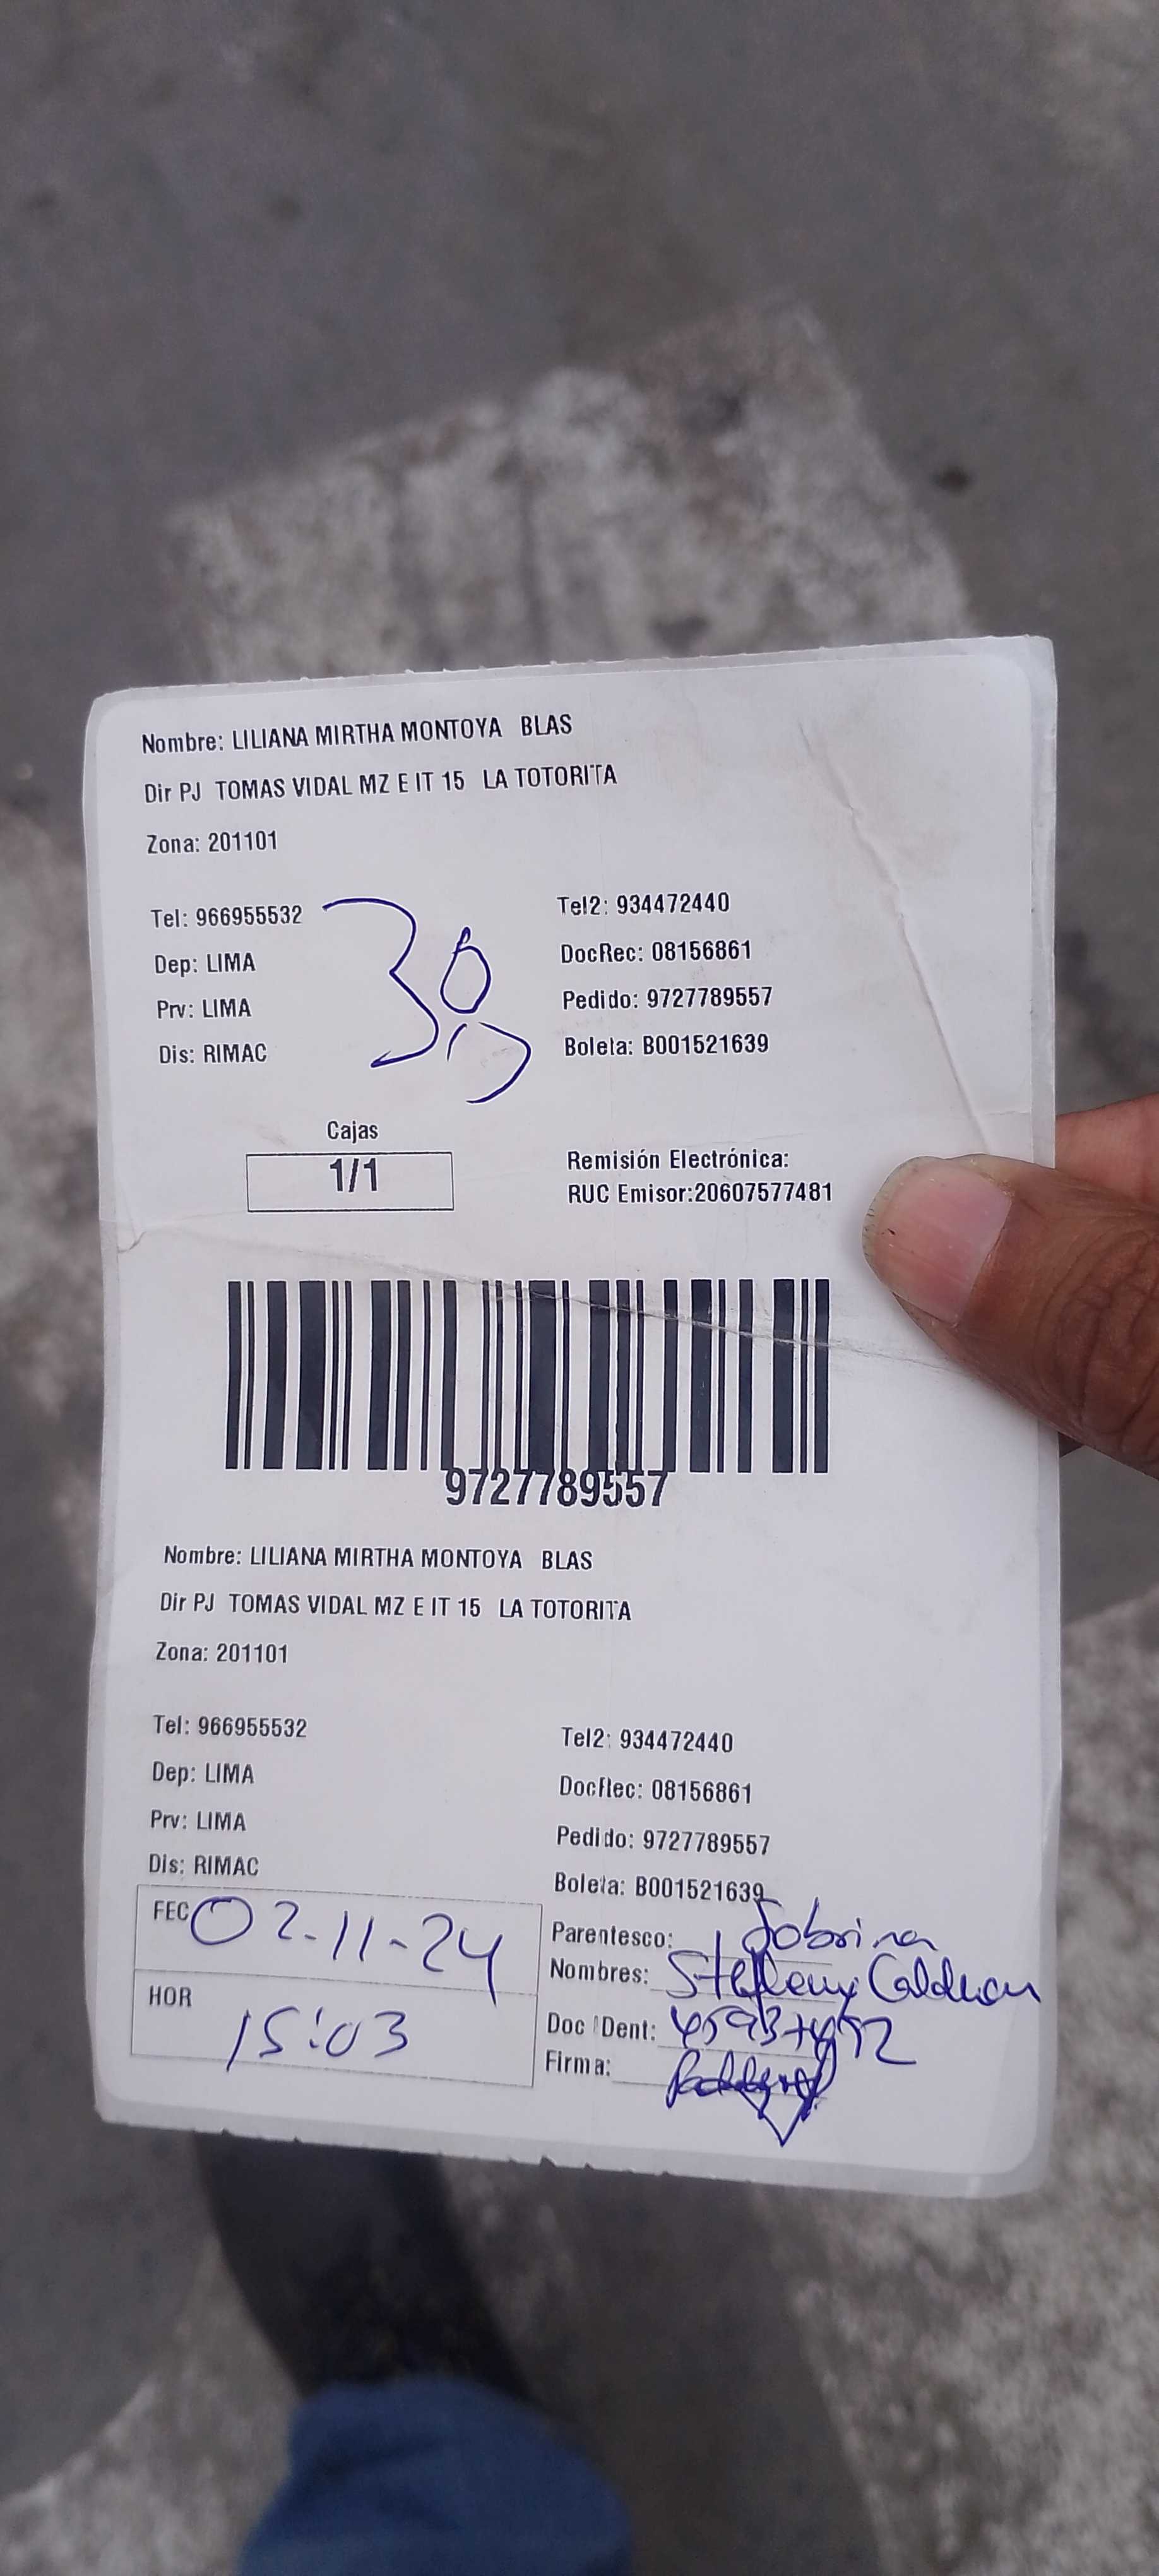 Nombre: LILIANA MIRTHA MONTOYA BLAS
Dir PJ TOMAS VIDAL MZ E IT 15 LA TOTORITA
Zona: 201101
Tel: 966955532 Tel2: 934472440
Dep: LIMA DocRec: 08156861
Prv: LIMA Pedido: 9727789557
Dis: RIMAC Boleta: B001521639
Cajas
1/1
Remisión Electrónica:
RUC Emisor:20607577481
9727789557
Nombre: LILIANA MIRTHA MONTOYA BLAS
Dir PJ TOMAS VIDAL MZ E IT 15 LA TOTORITA
Zona: 201101
Tel: 966955532 Tel2: 934472440
Dep: LIMA DocRec: 08156861
Prv: LIMA Pedido: 9727789557
Dis: RIMAC Boleta: B001521639
FEC 02-11-24 Parentesco: Sobrina
Nombres:
HOR 15:03 Doc Dent:
Firma: